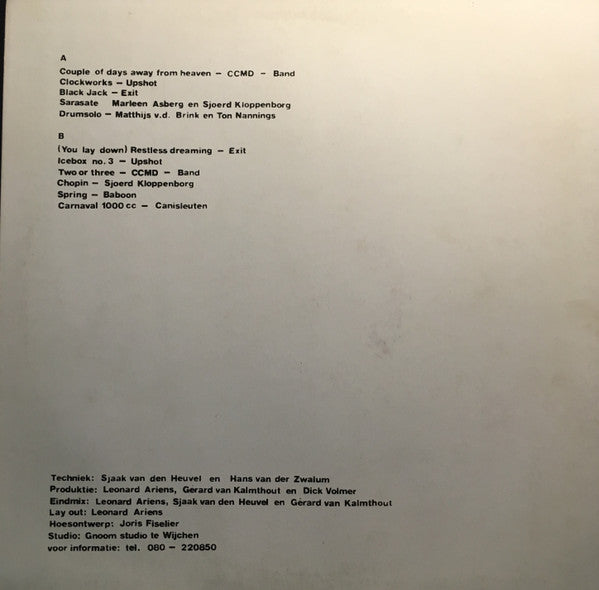 A
Couple of days away from heaven – CCMD – Band
Clockworks – Upshot
Black Jack – Exit
Sarasate Marleen Asberg en Sjoerd Kloppenborg
Drumsolo – Matthijs v.d. Brink en Ton Nannings
B
(You lay down) Restless dreaming – Exit
Icebox no. 3 – Upshot
Two or three – CCMD – Band
Chopin – Sjoerd Kloppenborg
Spring – Baboon
Carnaval 1000 cc – Canisleuten
Techniek: Sjaak van den Heuvel en Hans van der Zwalum
Produktie: Leonard Ariens, Gerard van Kalmthout en Dick Volmer
Eindmix: Leonard Ariens, Sjaak van den Heuvel en Gérard van Kalmthout
Lay out: Leonard Ariens
Hoesontwerp: Joris Fiselier
Studio: Gnoom studio te Wijchen
voor informatie: tel. 080 – 220850